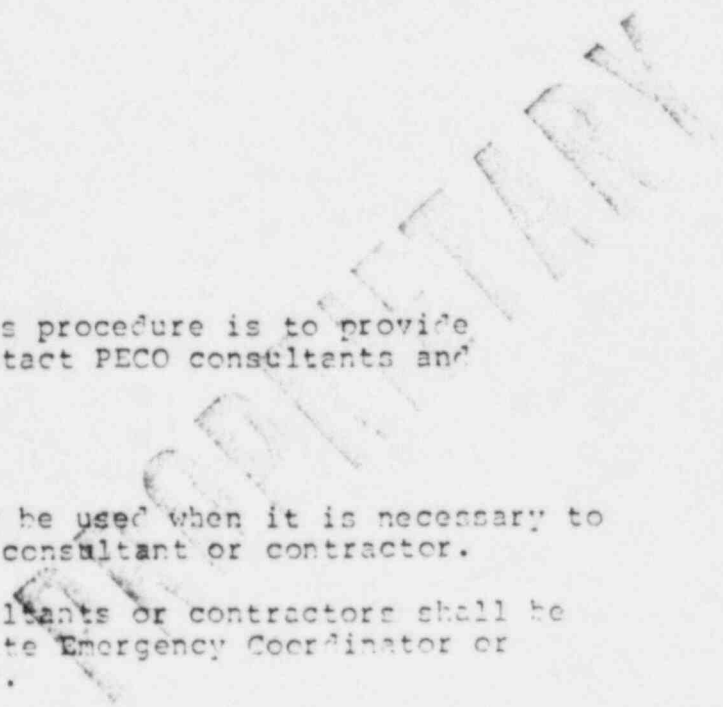 s procedure is to provide
tact PECO consultants and
be used when it is necessary to
consultant or contractor.
ltants or contractors shall be
te Emergency Coordinator or
.
PROPRIETARY